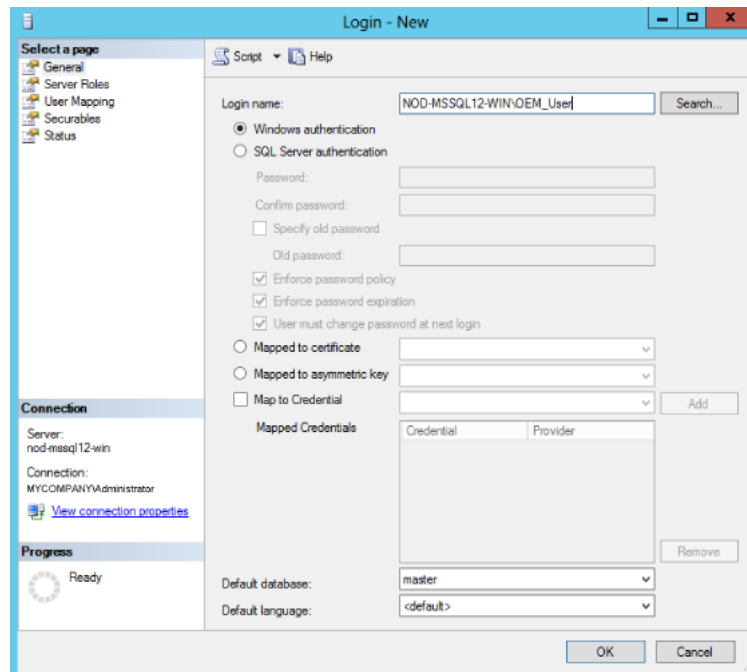 Login - New
Select a page
General
Server Roles
User Mapping
Securables
Status
Script
Help
Login name:
NOD-MSSQL12-WIN\OEM_User
Search...
Windows authentication
SQL Server authentication
Password:
Confirm password:
Specify old password
Old password:
Enforce password policy
Enforce password expiration
User must change password at next login
Mapped to certificate
Mapped to asymmetric key
Map to Credential
Add
Mapped Credentials
Credential
Provider
Remove
Default database:
master
Default language:
<default>
Connection
Server:
nod-mssql12-win
Connection:
MYCOMPANY\Administrator
View connection properties
Progress
Ready
OK
Cancel